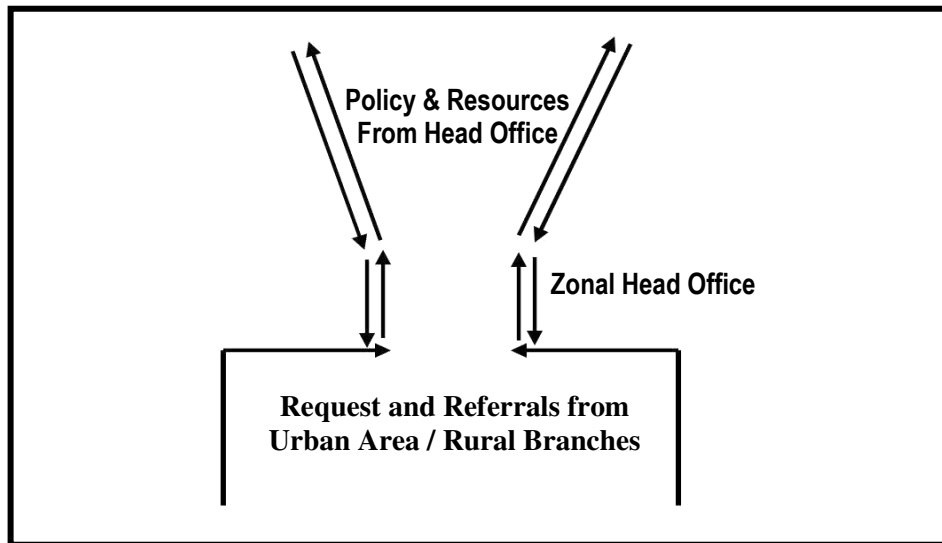 Policy & Resources
From Head Office
Zonal Head Office
Request and Referrals from
Urban Area / Rural Branches